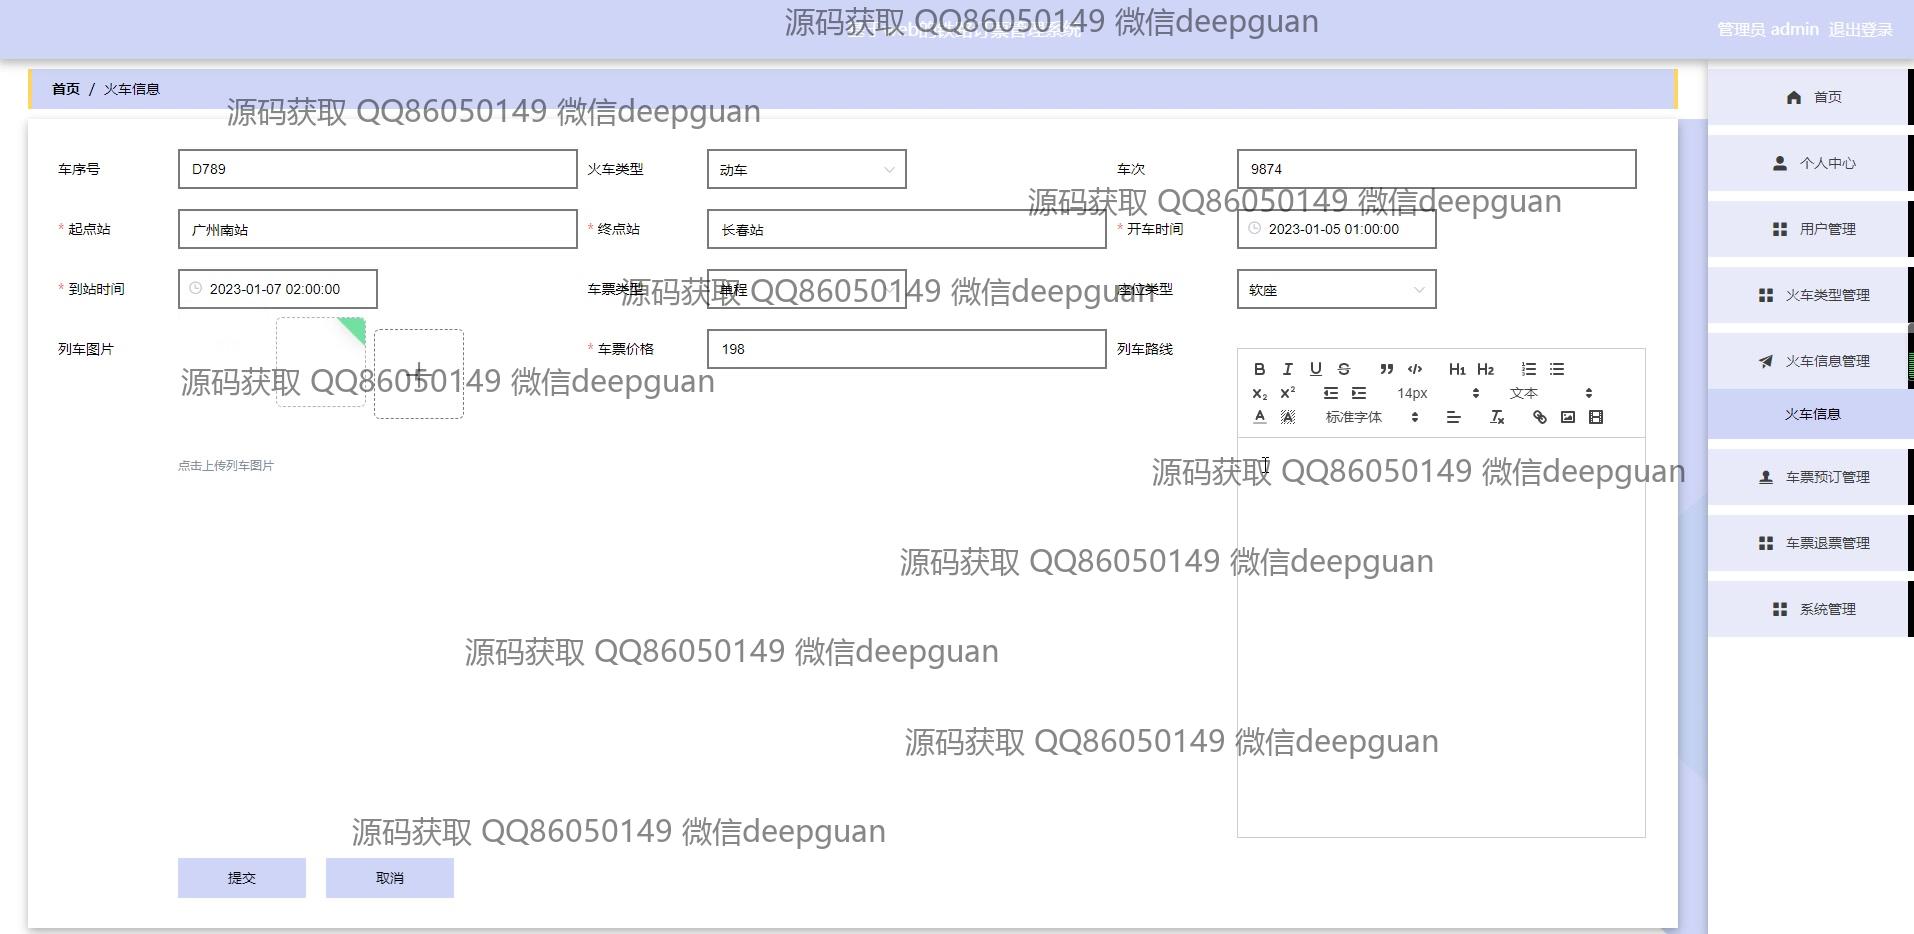 源码获取 QQ86050149 微信deepguan
管理员 admin 退出登录
首页 / 火车信息
源码获取 QQ86050149 微信deepguan
首页
个人中心
用户管理
火车类型管理
火车信息管理
火车信息
车票预订管理
车票退票管理
系统管理
车序号 D789 火车类型 动车 车次 9874
源码获取 QQ86050149 微信deepguan
* 起点站 广州南站 * 终点站 长春站 * 开车时间 2023-01-05 01:00:00
* 到站时间 2023-01-07 02:00:00 车票类型 单程 座位类型 软座
源码获取 QQ86050149 微信deepguan
列车图片 * 车票价格 198 列车路线
源码获取 QQ86050149 微信deepguan
B I U S H1 H2
x₂ x² 14px 文本
A A 标准字体
点击上传列车图片
源码获取 QQ86050149 微信deepguan
源码获取 QQ86050149 微信deepguan
源码获取 QQ86050149 微信deepguan
源码获取 QQ86050149 微信deepguan
源码获取 QQ86050149 微信deepguan
提交 取消